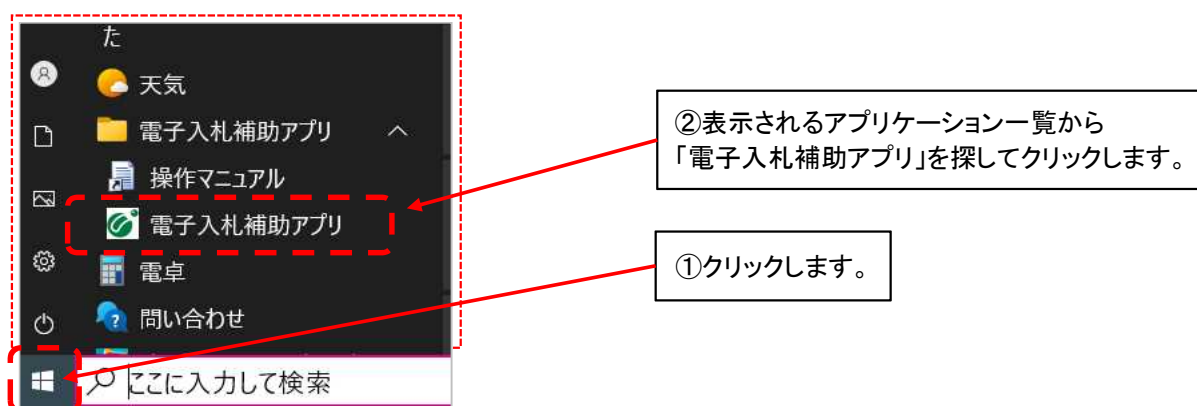 た
天気
電子入札補助アプリ
操作マニュアル
電子入札補助アプリ
電卓
問い合わせ
ここに入力して検索
②表示されるアプリケーション一覧から
「電子入札補助アプリ」を探してクリックします。
①クリックします。